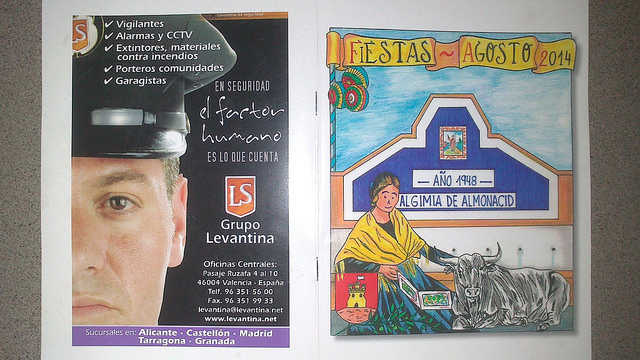 LS
✓ Vigilantes
✓ Alarmas y CCTV
✓ Extintores, materiales
contra incendios
✓ Porteros comunidades
✓ Garagistas
EN SEGURIDAD
el factor
humano
ES LO QUE CUENTA
LS
Grupo
Levantina
Oficinas Centrales:
Pasaje Ruzafa 4 al 10
46004 Valencia - España
Telf. 96 351 56 00
Fax. 96 351 99 33
levantina@levantina.net
www.levantina.net
Sucursales en: Alicante - Castellón - Madrid
Tarragona - Granada
FIESTAS ~ AGOSTO 2014
— AÑO 1948 —
ALGIMIA DE ALMONACID